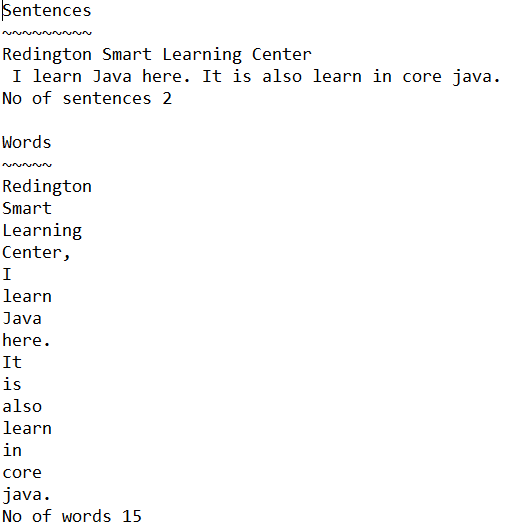 Sentences
~~~~~~~~~
Redington Smart Learning Center
 I learn Java here. It is also learn in core java.
No of sentences 2

Words
~~~~~
Redington
Smart
Learning
Center,
I
learn
Java
here.
It
is
also
learn
in
core
java.
No of words 15